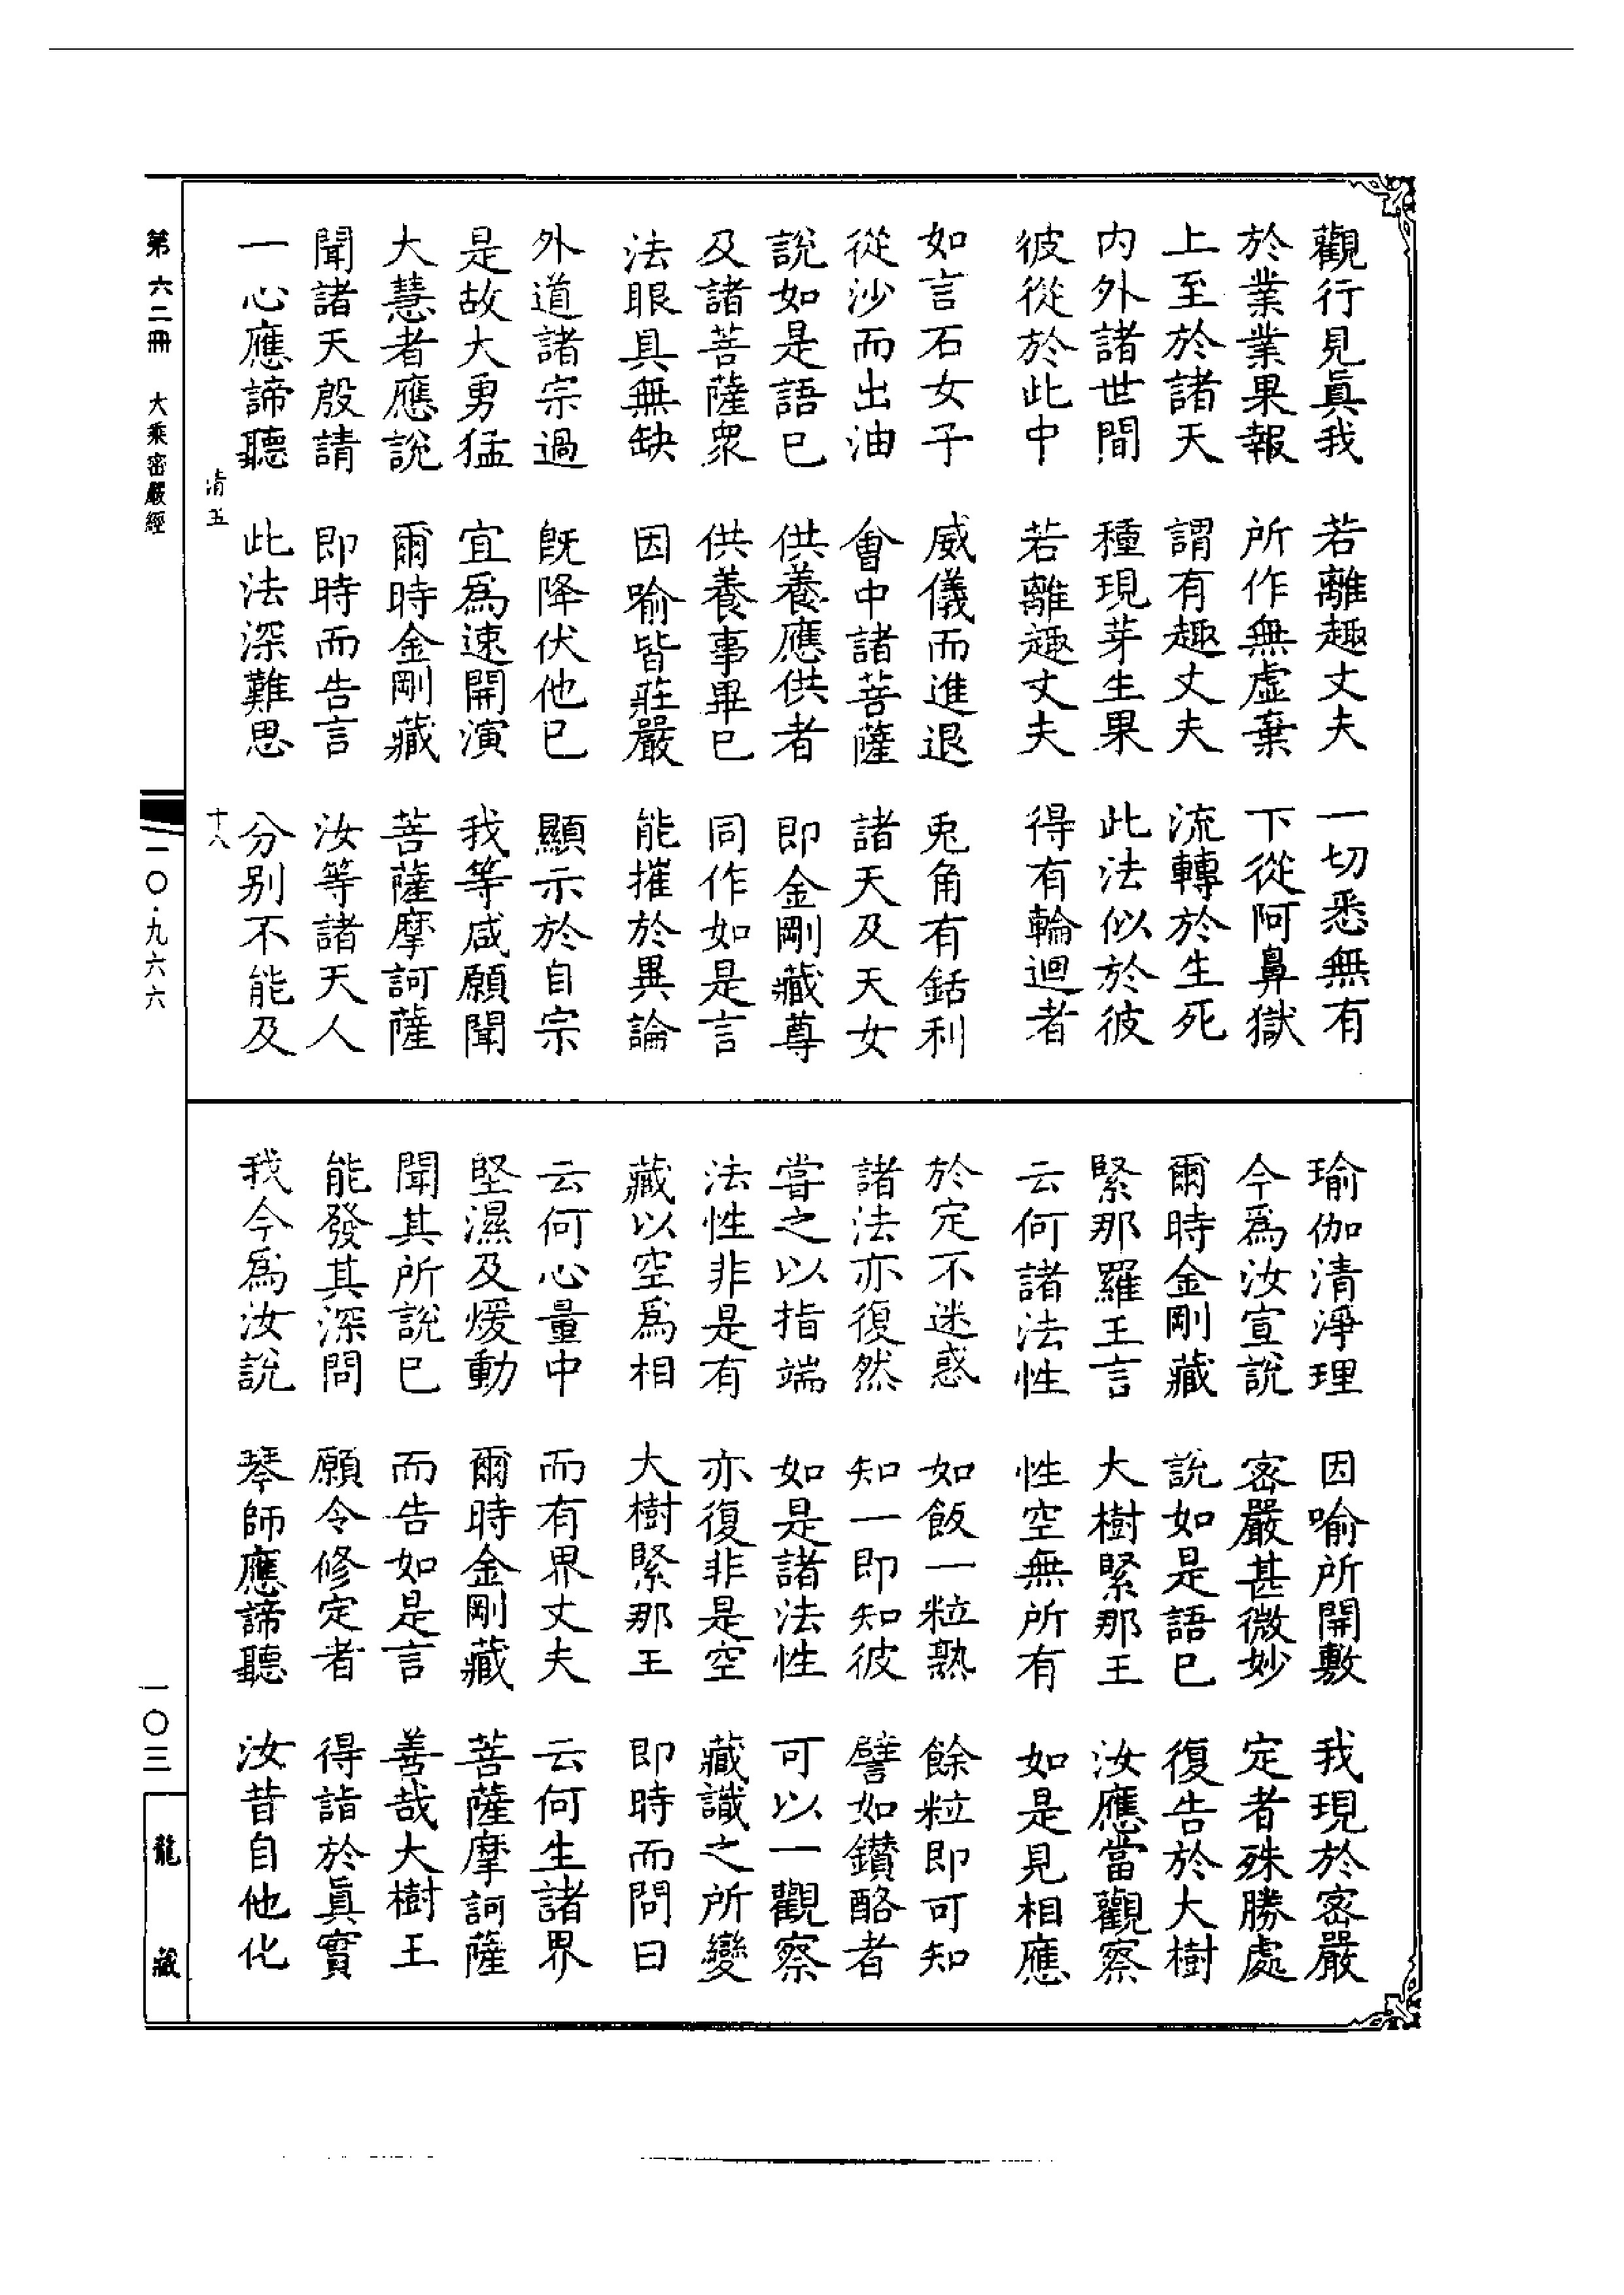 觀行見眞我　若離趣丈夫　一切悉無有
於業業果報　所作無虛棄　下從阿鼻獄
上至於諸天　謂有趣丈夫　流轉於生死
内外諸世間　種現芽生果　此法似於彼
彼從於此中　若離趣丈夫　得有輪迴者
如言石女子　威儀而進退　兎角有銛利
從沙而出油　會中諸菩薩　諸天及天女
說如是語已　供養應供者　即金剛藏尊
及諸菩薩衆　供養事畢已　同作如是言
法眼具無缺　因喻皆莊嚴　能摧於異論
外道諸宗過　旣降伏他已　顯示於自宗
是故大勇猛　宜爲速開演　我等咸願聞
大慧者應說　爾時金剛藏　菩薩摩訶薩
聞諸天殷請　即時而告言　汝等諸天人
一心應諦聽　此法深難思　分别不能及
清五　十八
瑜伽清淨理　因喻所開敷　我現於密嚴
今爲汝宣說　密嚴甚微妙　定者殊勝處
爾時金剛藏　說如是語已　復告於大樹
緊那羅王言　大樹緊那王　汝應當觀察
云何諸法性　性空無所有　如是見相應
於定不迷惑　如飯一粒熟　餘粒即可知
諸法亦復然　知一即知彼　譬如鑚酪者
甞之以指端　如是諸法性　可以一觀察
法性非是有　亦復非是空　藏識之所變
藏以空爲相　大樹緊那王　即時而問曰
云何心量中　而有界丈夫　云何生諸界
堅濕及煖動　爾時金剛藏　菩薩摩訶薩
聞其所說已　而告如是言　善哉大樹王
能發其深問　願令修定者　得詣於眞實
我今爲汝說　琴師應諦聽　汝昔自他化
第六二冊　大乘密嚴經　一〇·九六六　一〇三　龍藏